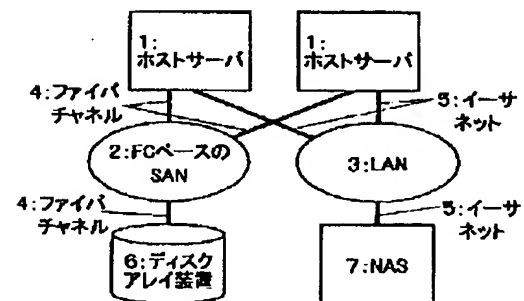 1:
ホストサーバ
1:
ホストサーバ
4:ファイバ
チャネル
5:イーサ
ネット
2:FCベースの
SAN
3:LAN
4:ファイバ
チャネル
5:イーサ
ネット
6:ディスク
アレイ装置
7:NAS